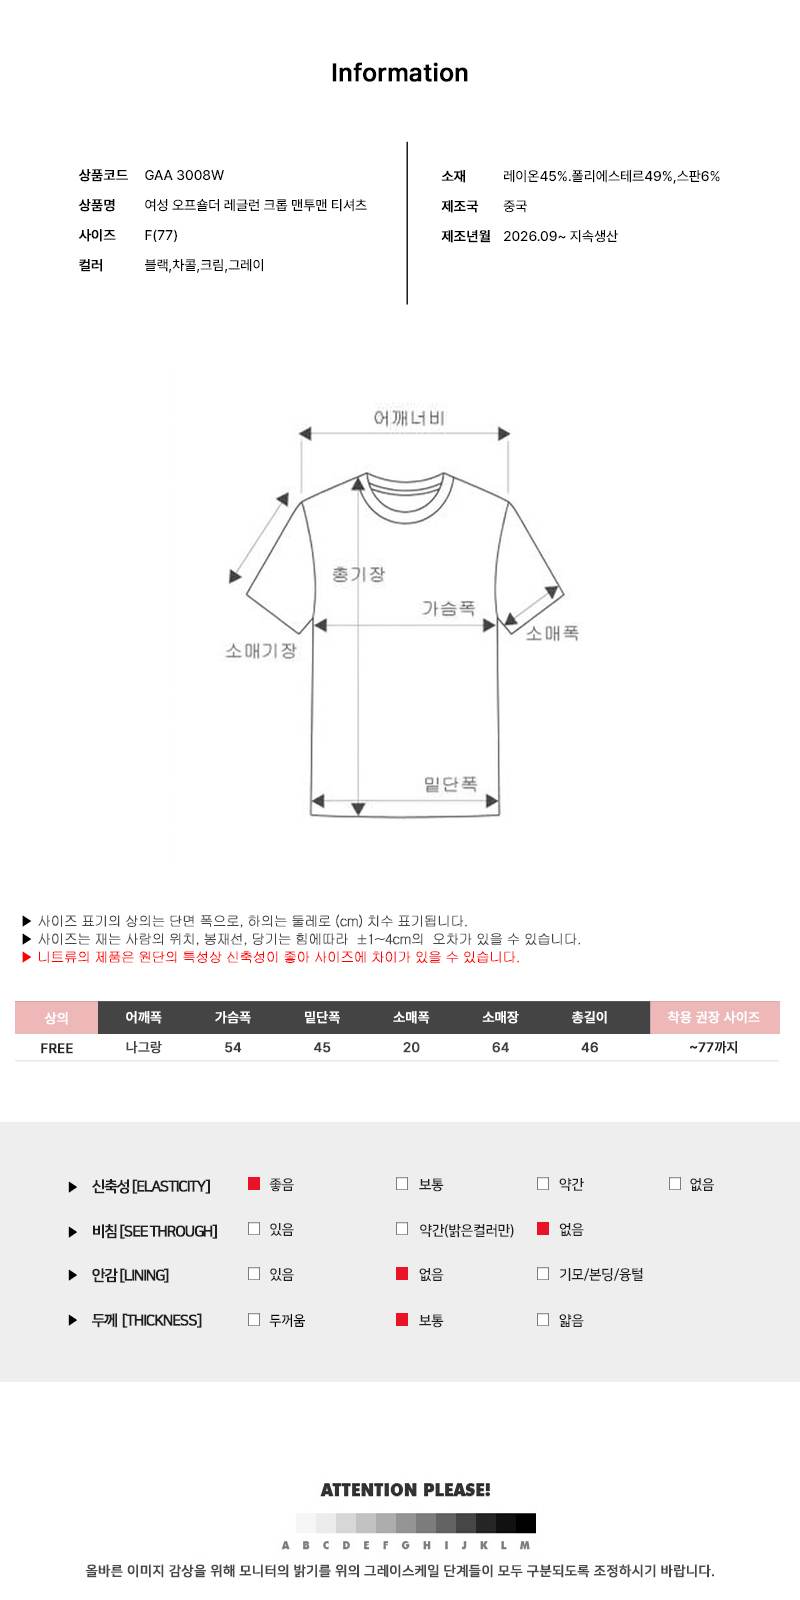 Information
상품코드 GAA 3008W
상품명 여성 오프숄더 레글런 크롭 맨투맨 티셔츠
사이즈 F(77)
컬러 블랙,차콜,크림,그레이
소재 레이온45%.폴리에스테르49%,스판6%
제조국 중국
제조년월 2026.09~ 지속생산
어깨너비
총기장
가슴폭
소매폭
소매기장
밑단폭
▶ 사이즈 표기의 상의는 단면 폭으로, 하의는 둘레로 (cm) 치수 표기됩니다.
▶ 사이즈는 재는 사람의 위치, 봉재선, 당기는 힘에따라 ±1~4cm의 오차가 있을 수 있습니다.
▶ 니트류의 제품은 원단의 특성상 신축성이 좋아 사이즈에 차이가 있을 수 있습니다.
상의 어깨폭 가슴폭 밑단폭 소매폭 소매장 총길이 착용 권장 사이즈
FREE 나그랑 54 45 20 64 46 ~77까지
▶ 신축성 [ELASTICITY] 좋음 보통 약간 없음
▶ 비침 [SEE THROUGH] 있음 약간(밝은컬러만) 없음
▶ 안감 [LINING] 있음 없음 기모/본딩/융털
▶ 두께 [THICKNESS] 두꺼움 보통 얇음
ATTENTION PLEASE!
A B C D E F G H I J K L M
올바른 이미지 감상을 위해 모니터의 밝기를 위의 그레이스케일 단계들이 모두 구분되도록 조정하시기 바랍니다.